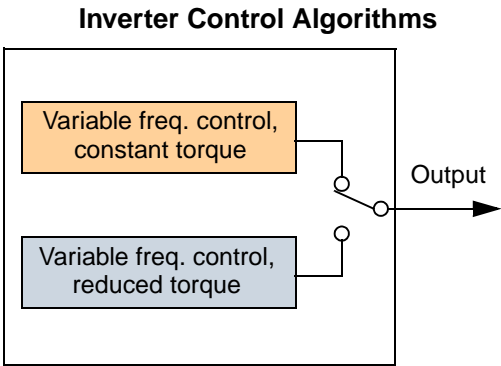 Inverter Control Algorithms
Variable freq. control,
constant torque
Output
Variable freq. control,
reduced torque